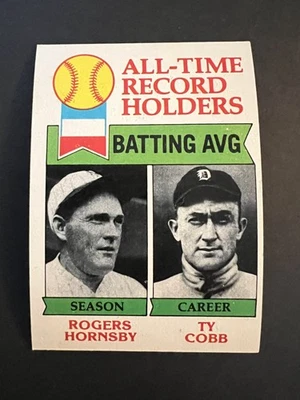 ALL-TIME
RECORD
HOLDERS
BATTING AVG
D
SEASON
CAREER
ROGERS
HORNSBY
TY
COBB